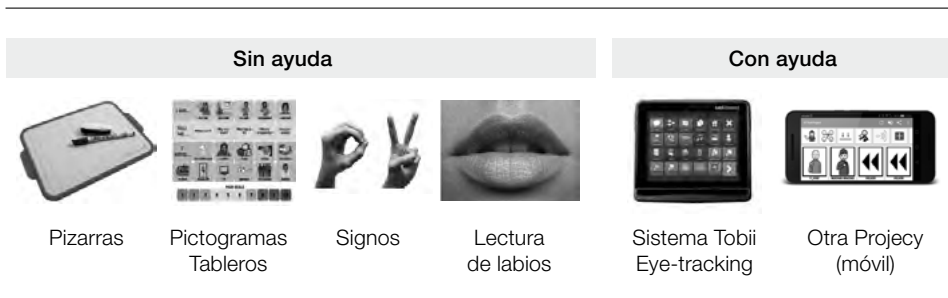 Sin ayuda
Con ayuda
Pizarras
Pictogramas
Tableros
Signos
Lectura
de labios
Sistema Tobii
Eye-tracking
Otra Projecy
(móvil)